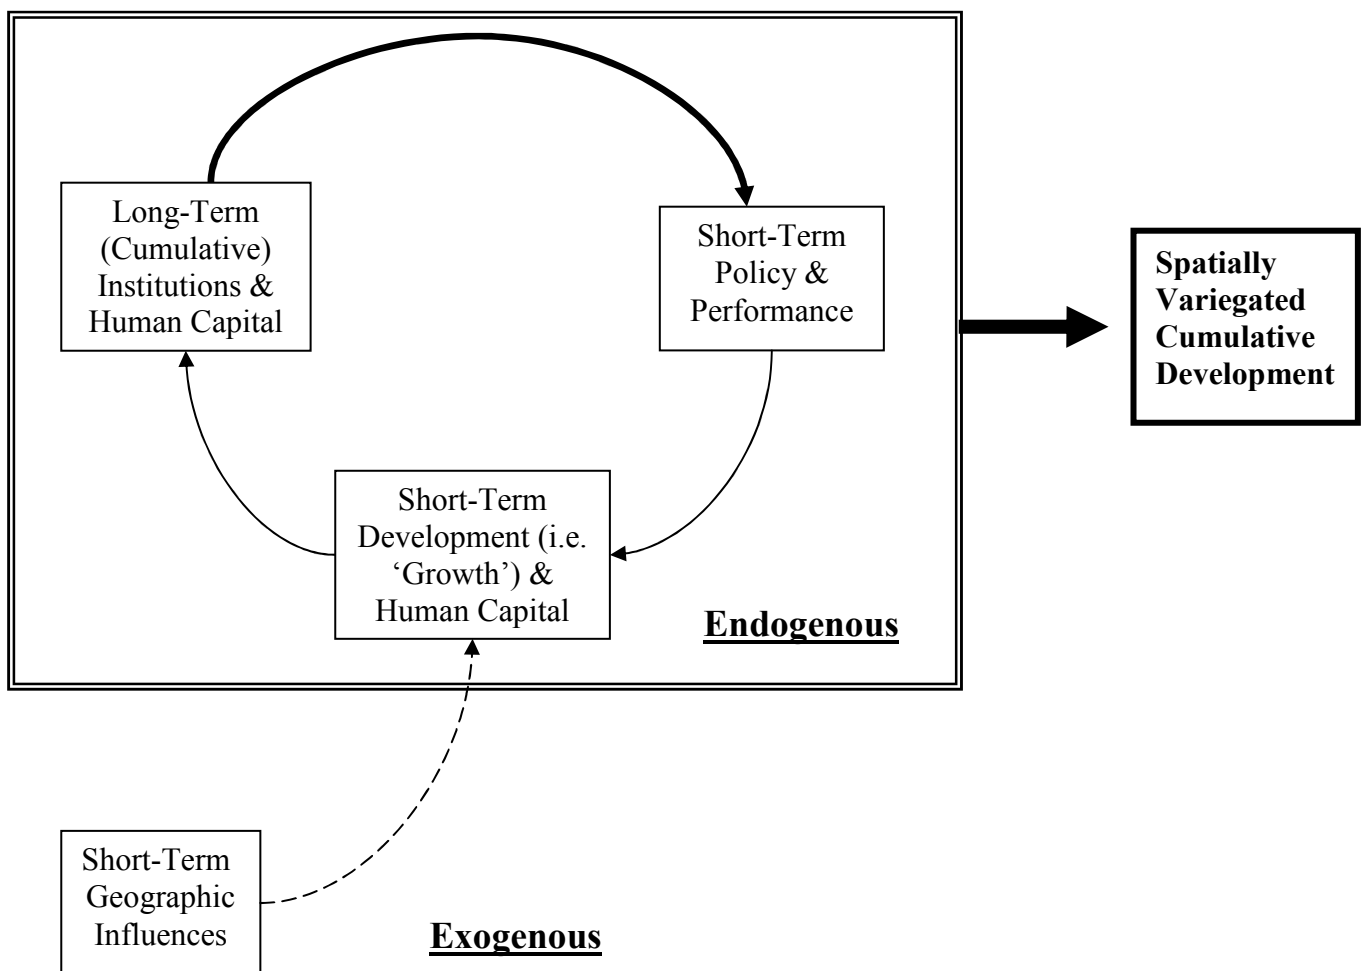 Long-Term
(Cumulative)
Institutions &
Human Capital
Short-Term
Policy &
Performance
Spatially
Variegated
Cumulative
Development
Short-Term
Development (i.e.
‘Growth’) &
Human Capital
Endogenous
Short-Term
Geographic
Influences
Exogenous